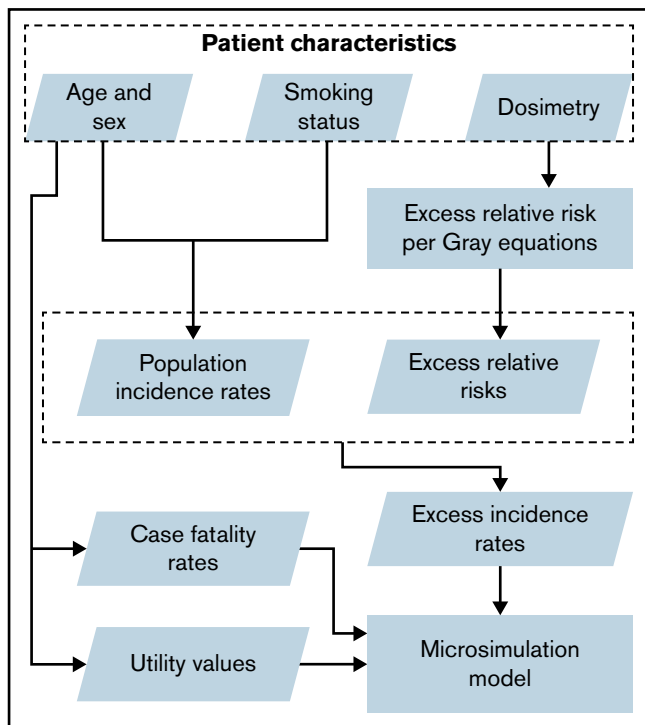 Patient characteristics
Age and
sex
Smoking
status
Dosimetry
Excess relative risk
per Gray equations
Population
incidence rates
Excess relative
risks
Case fatality
rates
Excess incidence
rates
Utility values
Microsimulation
model